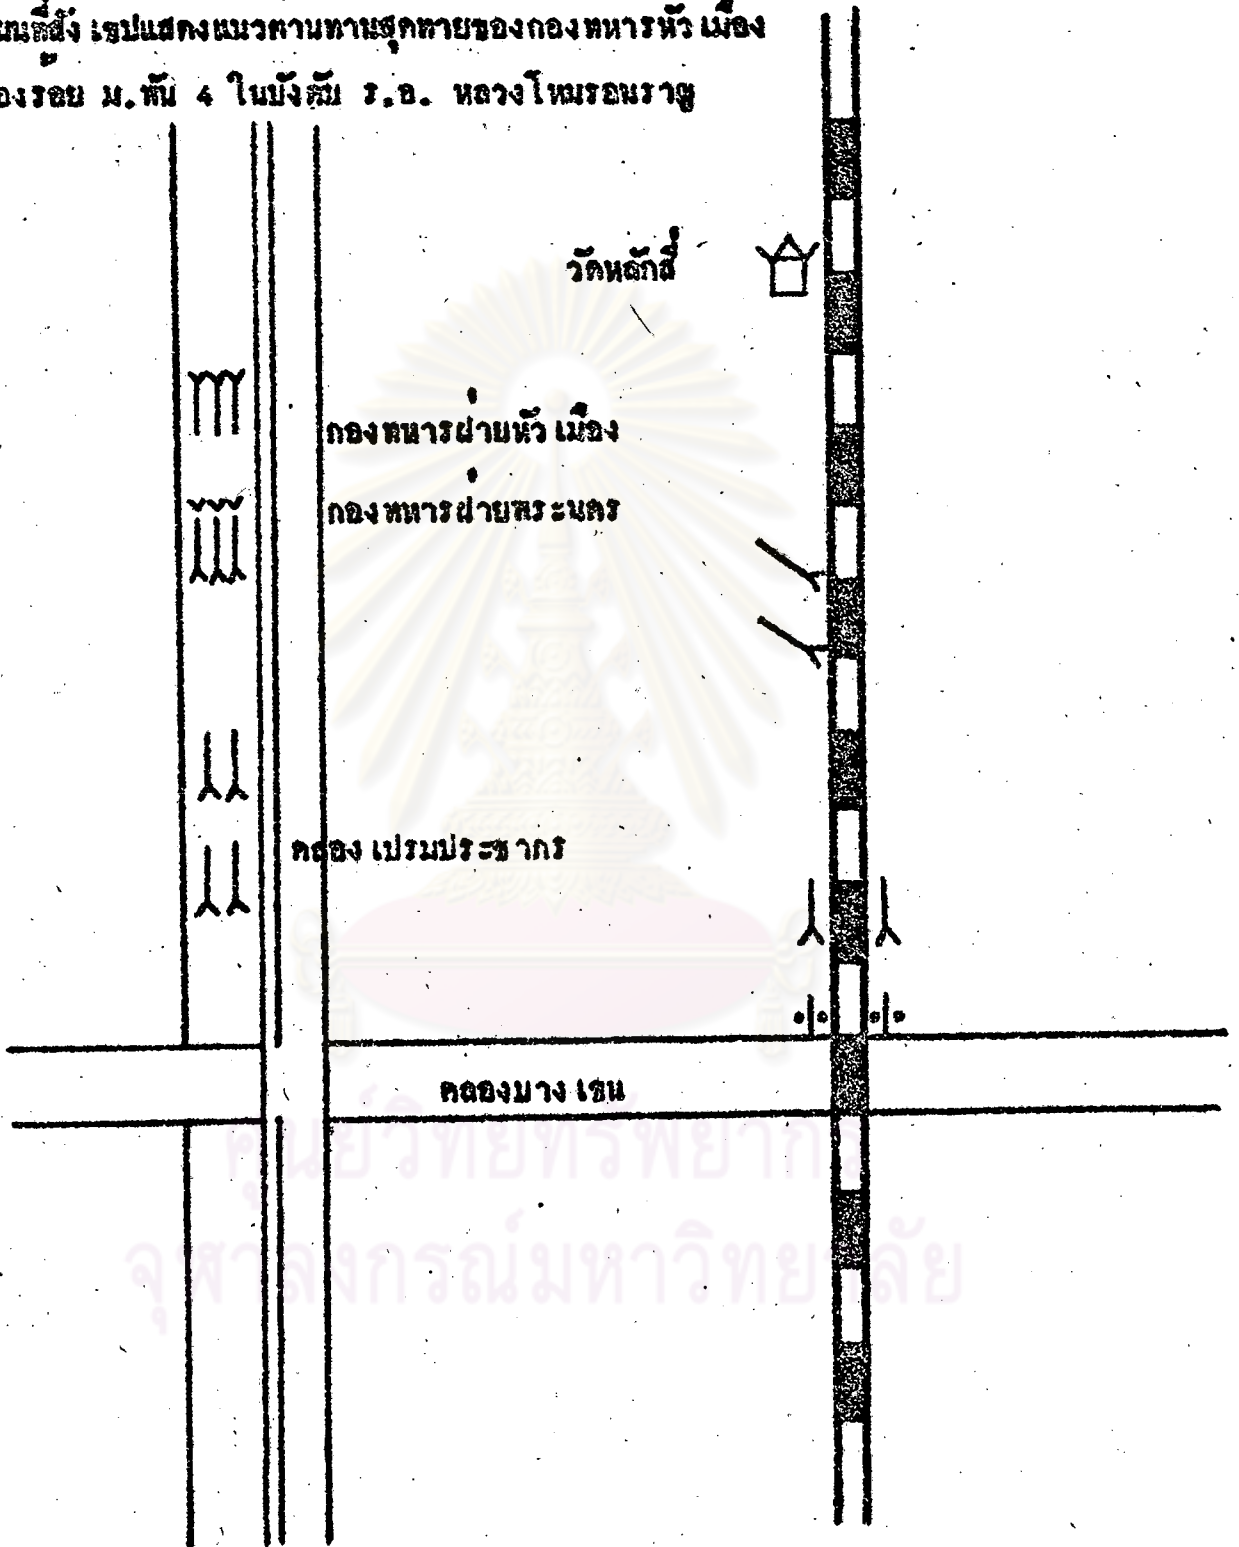 แผนที่สังเขปแสดงแนวต้านทานสุดท้ายของกองทหารหัวเมือง
ของร้อย ม.พัน 4 ในบังคับ ร.อ. หลวงโหมรอนราญ
วัดหลักสี่
กองทหารฝ่ายหัวเมือง
กองทหารฝ่ายพระนคร
คลองเปรมประชากร
คลองบางเขน
ศูนย์วิทยทรัพยากร
จุฬาลงกรณ์มหาวิทยาลัย